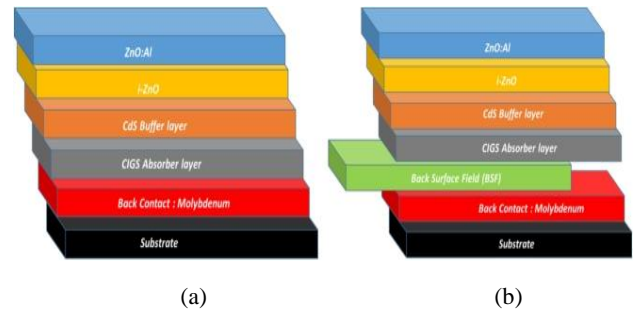 ZnO:Al
i-ZnO
CdS Buffer layer
CIGS Absorber layer
Back Contact : Molybdenum
Substrate
(a)
ZnO:Al
i-ZnO
CdS Buffer layer
CIGS Absorber layer
Back Surface Field (BSF)
Back Contact : Molybdenum
Substrate
(b)